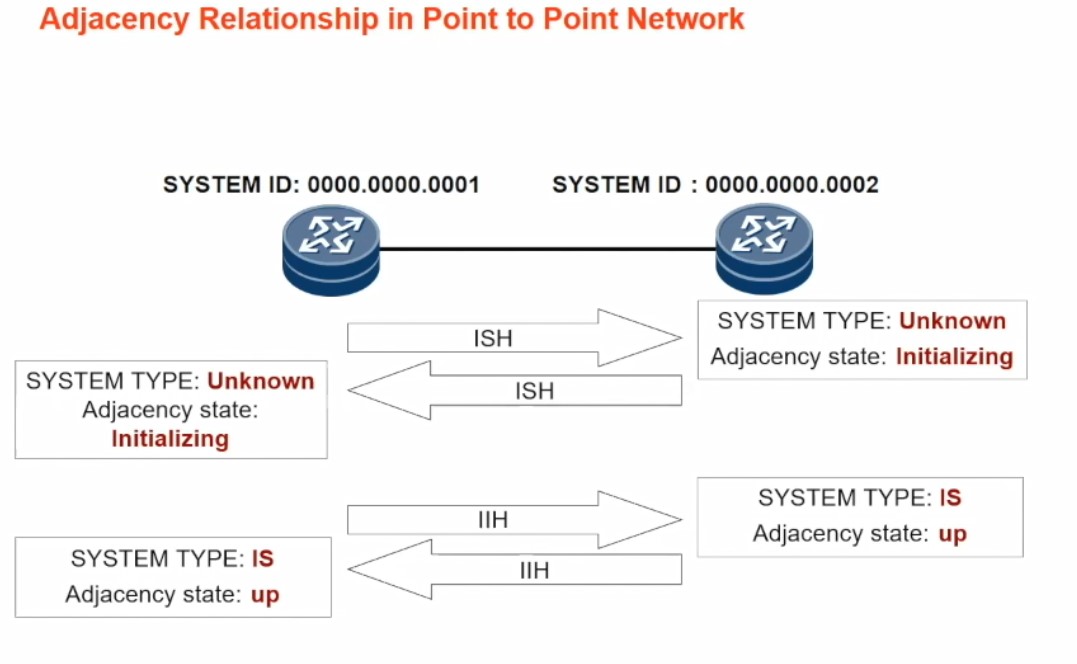 Adjacency Relationship in Point to Point Network
SYSTEM ID: 0000.0000.0001
SYSTEM ID : 0000.0000.0002
ISH
SYSTEM TYPE: Unknown
Adjacency state: Initializing
ISH
SYSTEM TYPE: Unknown
Adjacency state:
Initializing
IIH
SYSTEM TYPE: IS
Adjacency state: up
IIH
SYSTEM TYPE: IS
Adjacency state: up